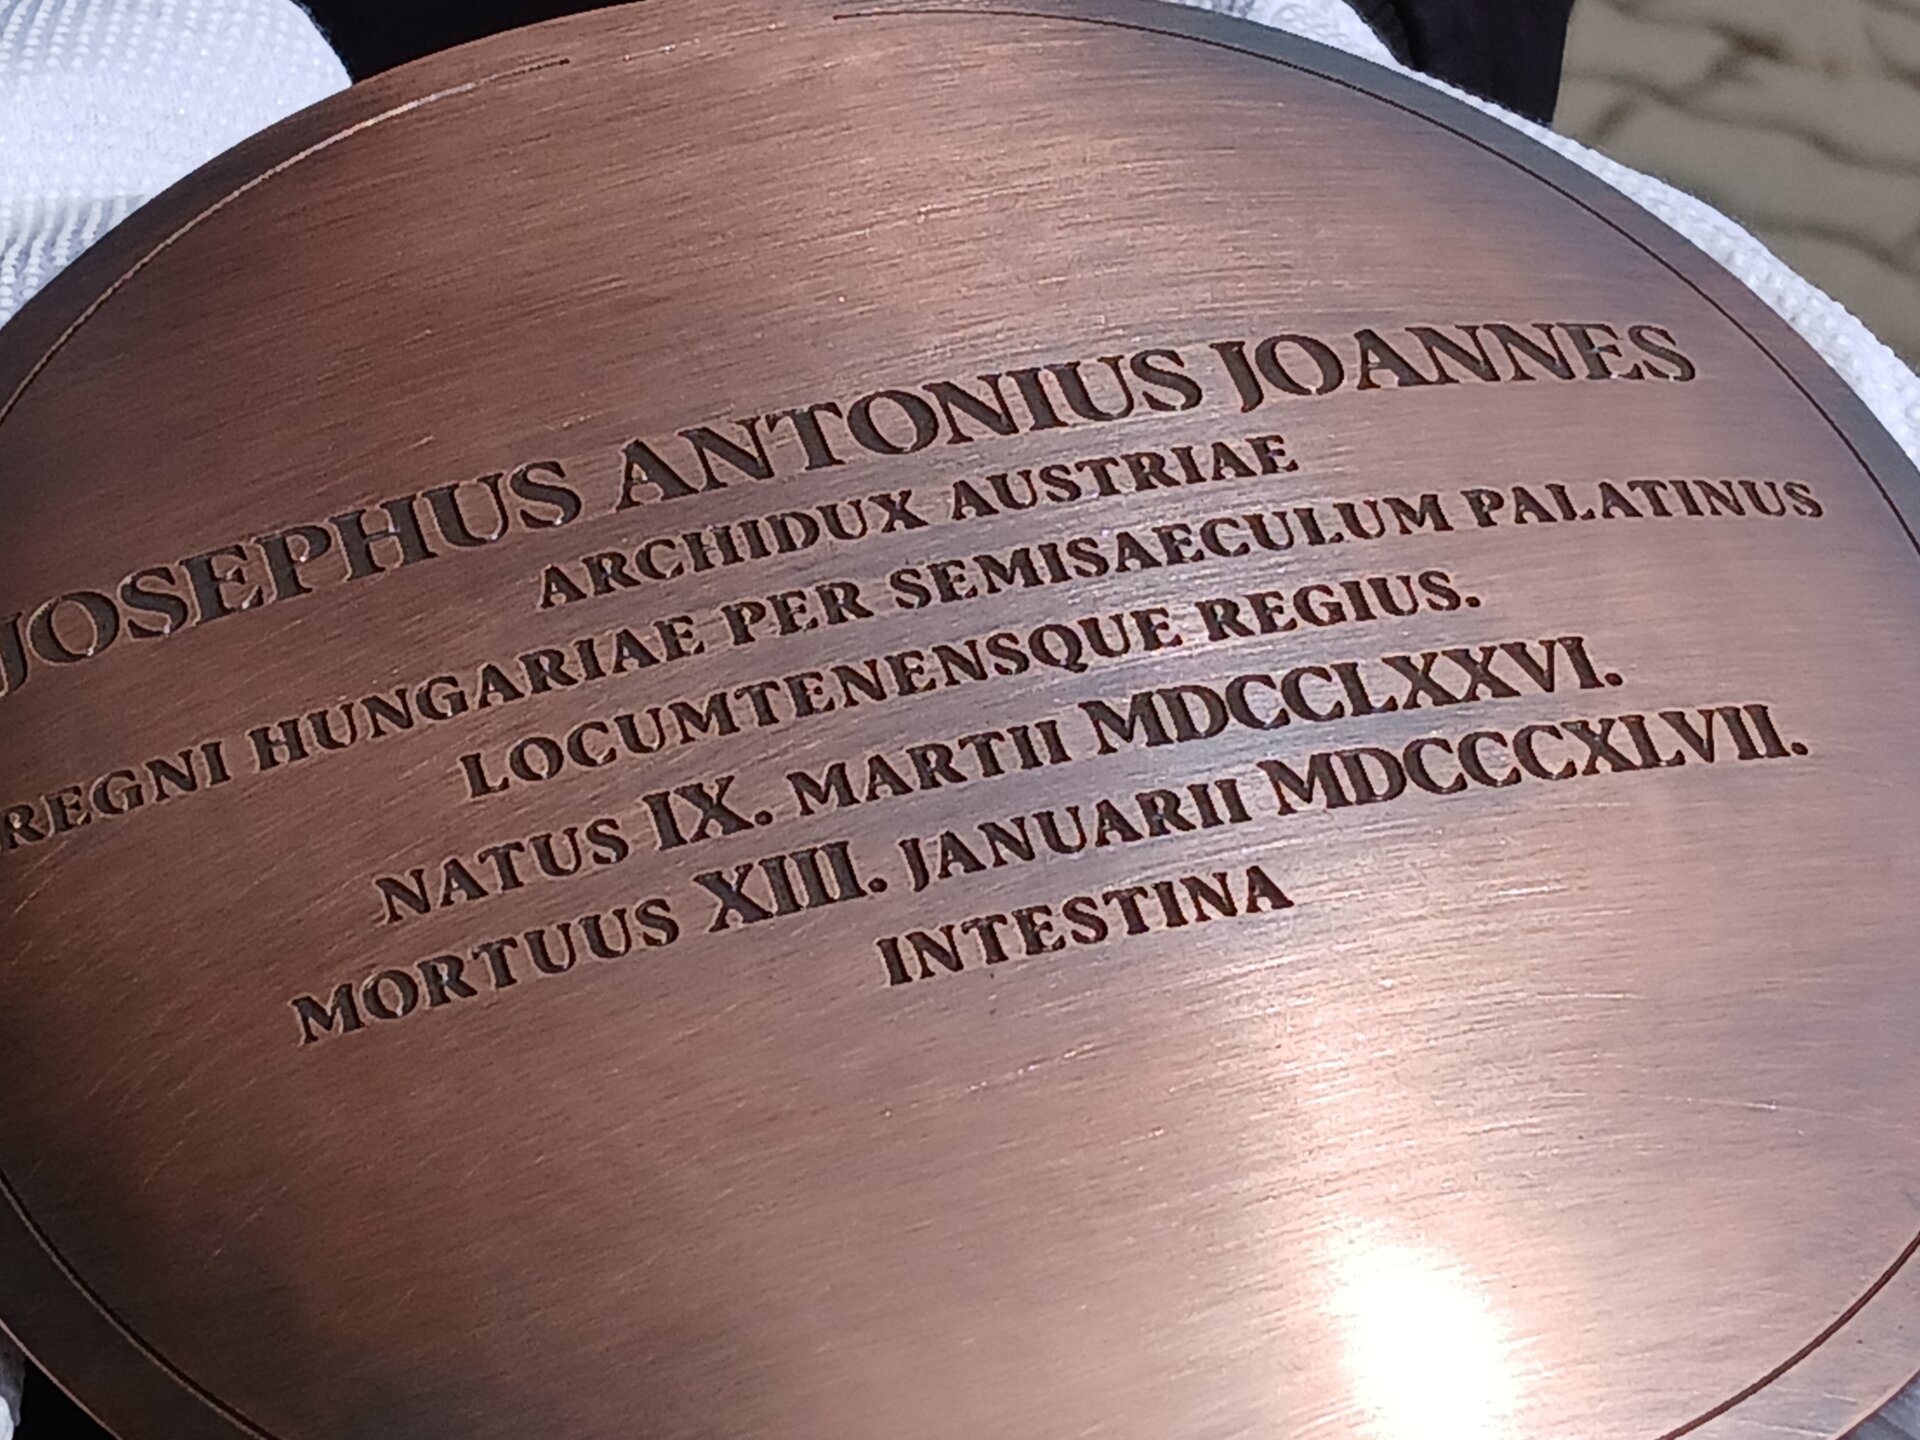 JOSEPHUS ANTONIUS JOANNES
ARCHIDUX AUSTRIAE
REGNI HUNGARIAE PER SEMISAECULUM PALATINUS
LOCUMTENENSQUE REGIUS.
NATUS IX. MARTII MDCCLXXVI.
MORTUUS XIII. JANUARII MDCCCXLVII.
INTESTINA